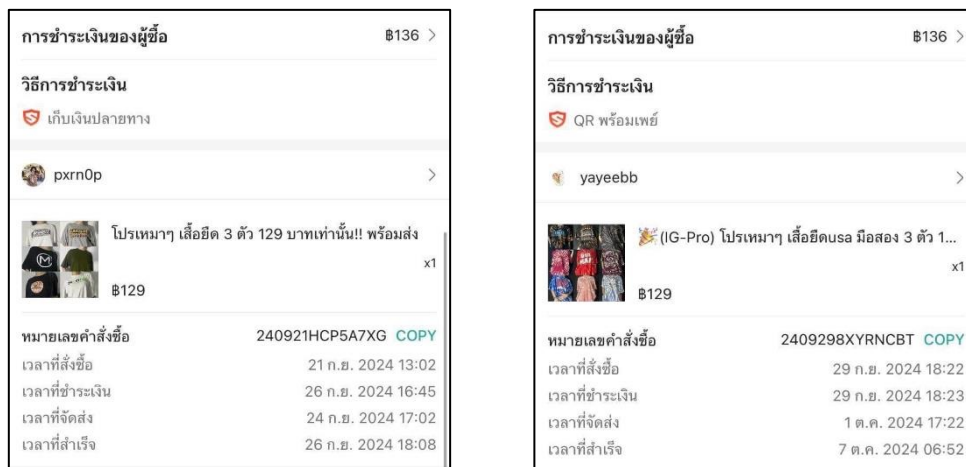 การชำระเงินของผู้ซื้อ ฿136
วิธีการชำระเงิน
เก็บเงินปลายทาง
pxrn0p
โปรเหมาๆ เสื้อยืด 3 ตัว 129 บาทเท่านั้น!! พร้อมส่ง
x1
฿129
หมายเลขคำสั่งซื้อ 240921HCP5A7XG COPY
เวลาที่สั่งซื้อ 21 ก.ย. 2024 13:02
เวลาที่ชำระเงิน 26 ก.ย. 2024 16:45
เวลาที่จัดส่ง 24 ก.ย. 2024 17:02
เวลาที่สำเร็จ 26 ก.ย. 2024 18:08
การชำระเงินของผู้ซื้อ ฿136
วิธีการชำระเงิน
QR พร้อมเพย์
yayeebb
🎉(IG-Pro) โปรเหมาๆ เสื้อยืดusa มือสอง 3 ตัว 1...
x1
฿129
หมายเลขคำสั่งซื้อ 2409298XYRNCBT COPY
เวลาที่สั่งซื้อ 29 ก.ย. 2024 18:22
เวลาที่ชำระเงิน 29 ก.ย. 2024 18:23
เวลาที่จัดส่ง 1 ต.ค. 2024 17:22
เวลาที่สำเร็จ 7 ต.ค. 2024 06:52